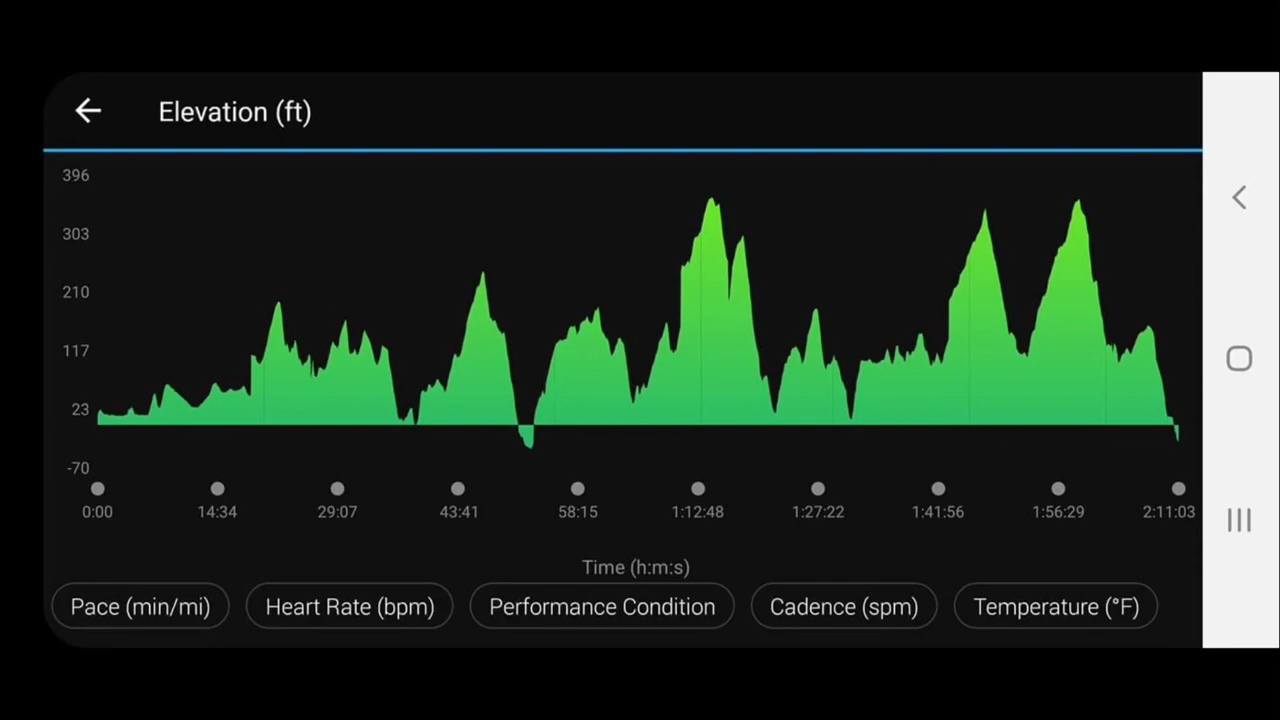 Elevation (ft)
396
303
210
117
23
-70
0:00 14:34 29:07 43:41 58:15 1:12:48 1:27:22 1:41:56 1:56:29 2:11:03
Time (h:m:s)
Pace (min/mi) Heart Rate (bpm) Performance Condition Cadence (spm) Temperature (°F)